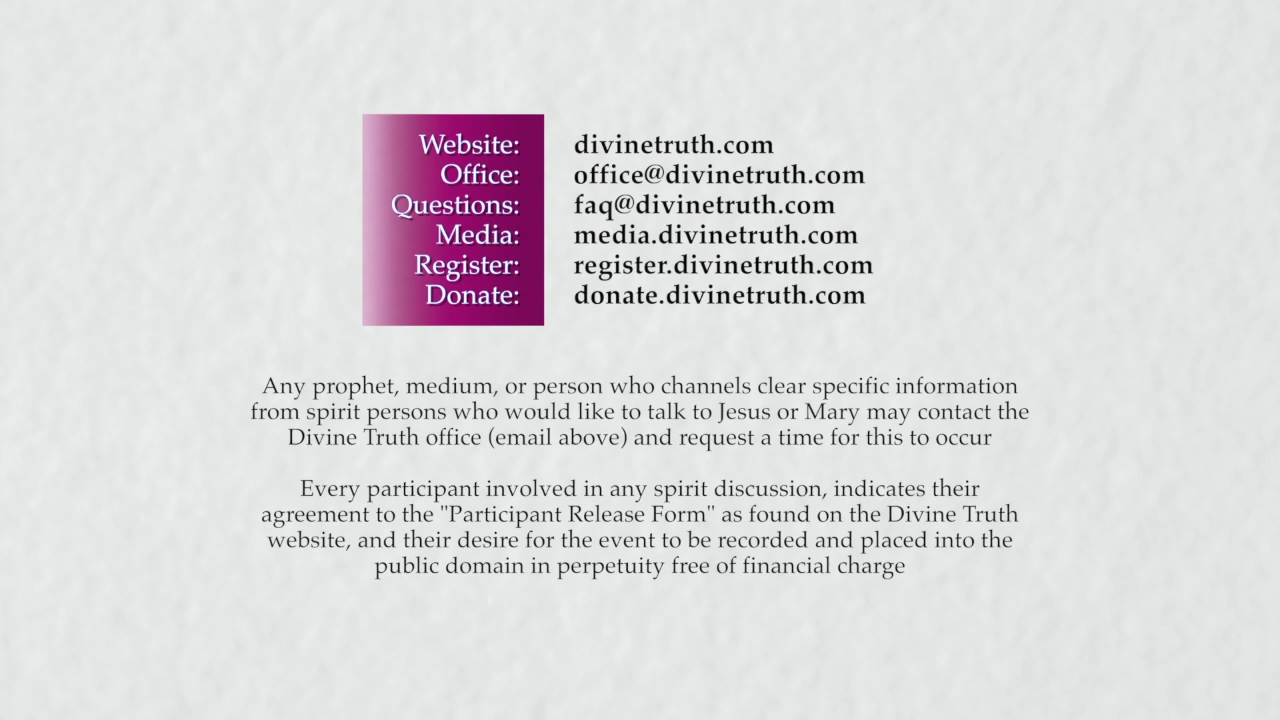 Website: divinetruth.com
Office: office@divinetruth.com
Questions: faq@divinetruth.com
Media: media.divinetruth.com
Register: register.divinetruth.com
Donate: donate.divinetruth.com
Any prophet, medium, or person who channels clear specific information
from spirit persons who would like to talk to Jesus or Mary may contact the
Divine Truth office (email above) and request a time for this to occur
Every participant involved in any spirit discussion, indicates their
agreement to the "Participant Release Form" as found on the Divine Truth
website, and their desire for the event to be recorded and placed into the
public domain in perpetuity free of financial charge